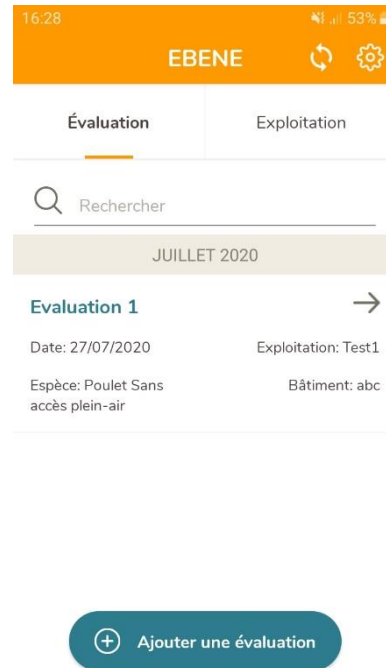 16:28 53%
EBENE
Évaluation Exploitation
Rechercher
JUILLET 2020
Evaluation 1
Date: 27/07/2020 Exploitation: Test1
Espèce: Poulet Sans Bâtiment: abc
accès plein-air
Ajouter une évaluation